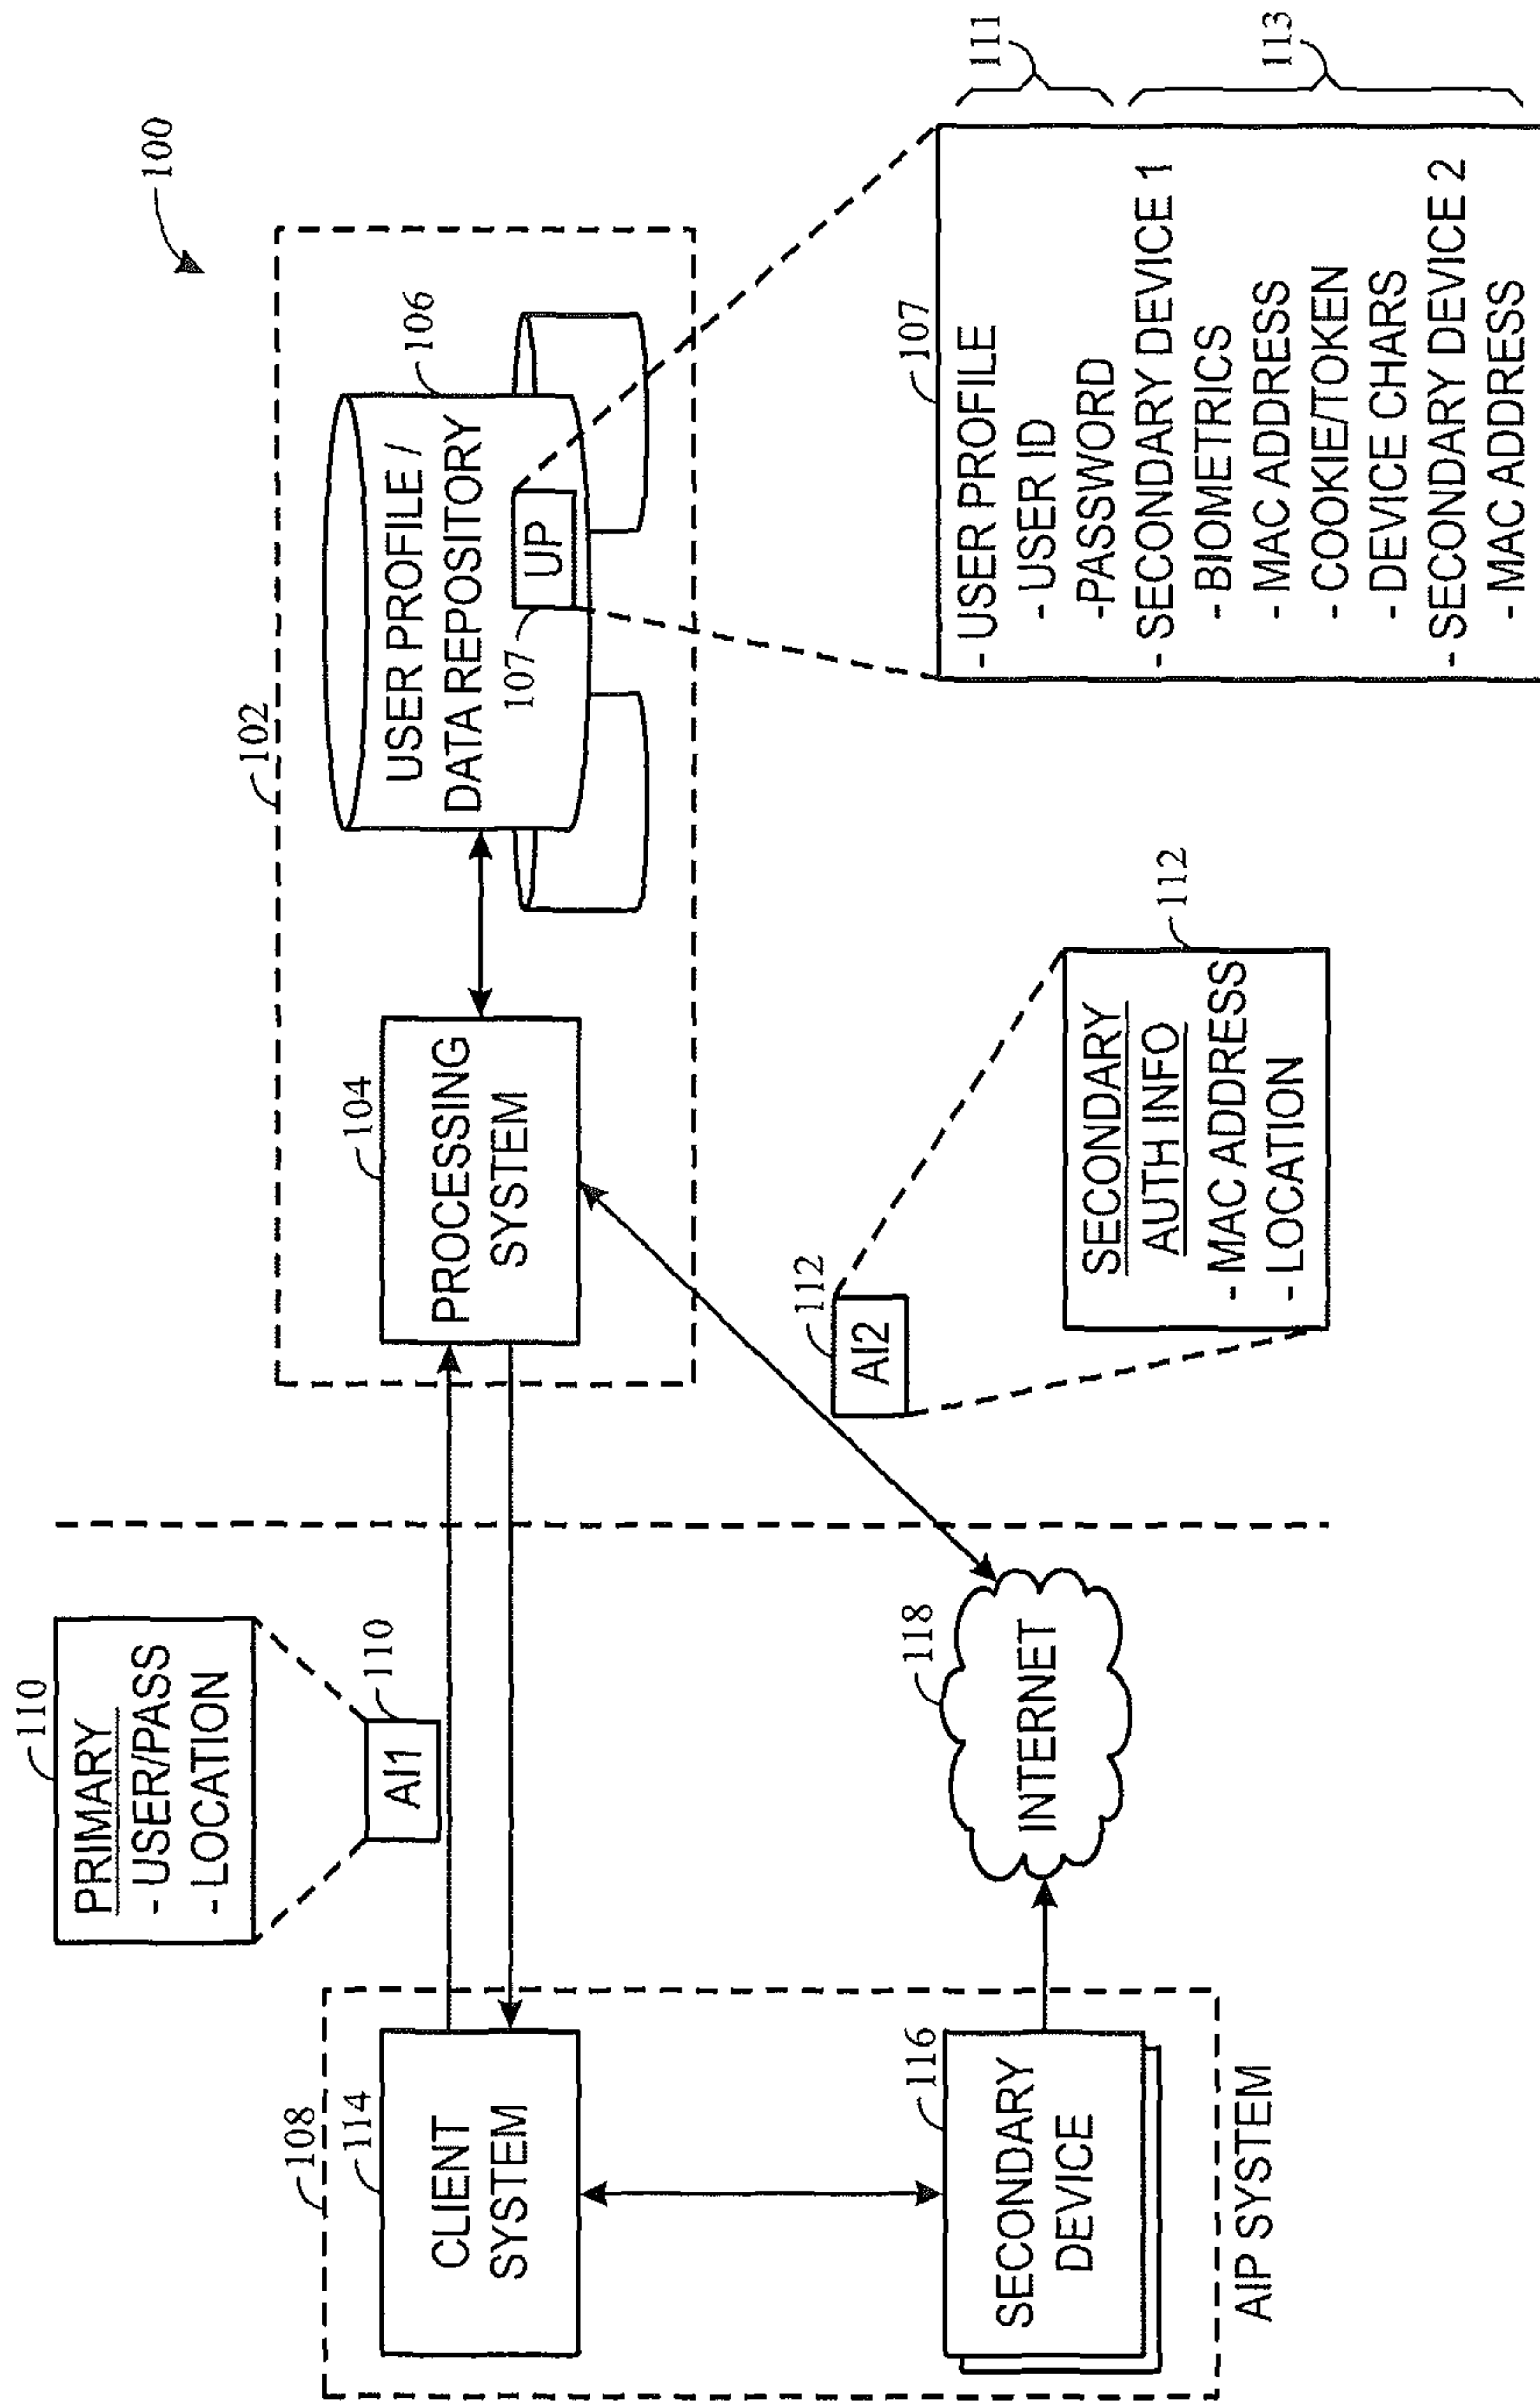 100
110
PRIMARY
- USER/PASS
- LOCATION
AI1
110
102
104
PROCESSING
SYSTEM
106
USER PROFILE /
DATA REPOSITORY
UP
107
108
114
CLIENT
SYSTEM
116
SECONDARY
DEVICE
AIP SYSTEM
118
INTERNET
112
AI2
112
SECONDARY
AUTH INFO
- MAC ADDRESS
- LOCATION
107
- USER PROFILE
- USER ID
-PASSWORD
- SECONDARY DEVICE 1
- BIOMETRICS
- MAC ADDRESS
- COOKIE/TOKEN
- DEVICE CHARS
- SECONDARY DEVICE 2
- MAC ADDRESS
111
113